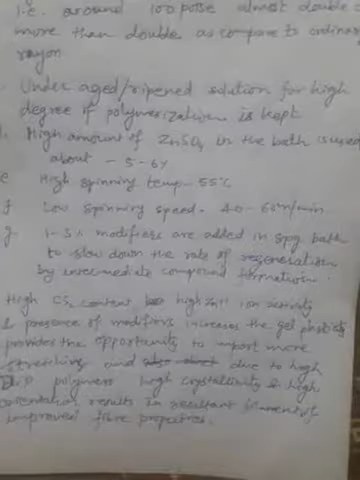 i.e. around 100 poise almost double or
more than double as compare to ordinary
rayon
Under aged/ripened solution for high
degree of polymerization is kept
High amount of ZnSO4 in the bath is used
about - 5-6%
e High spinning temp - 55°C
f Low spinning speed - 40-60m/min
g 1-3% modifiers are added in spg bath
to slow down the rate of regeneration
by intermediate compound formation.
High CS2 content high Zn++ ion activity
& presence of modifiers increases the gel plasticity
provides the opportunity to impart more
stretching and due to high
D.P polymers high crystallinity & high
orientation results in resultant filaments of
improved fibre properties.